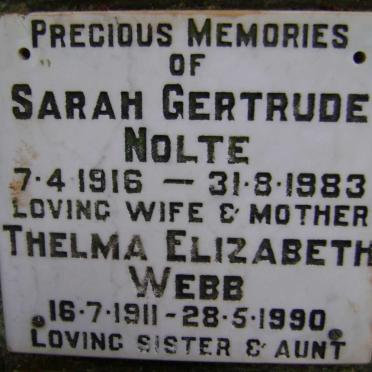 PRECIOUS MEMORIES
OF
SARAH GERTRUDE
NOLTE
7·4·1916 — 31·8·1983
LOVING WIFE & MOTHER
THELMA ELIZABETH
WEBB
16·7·1911-28·5·1990
LOVING SISTER & AUNT